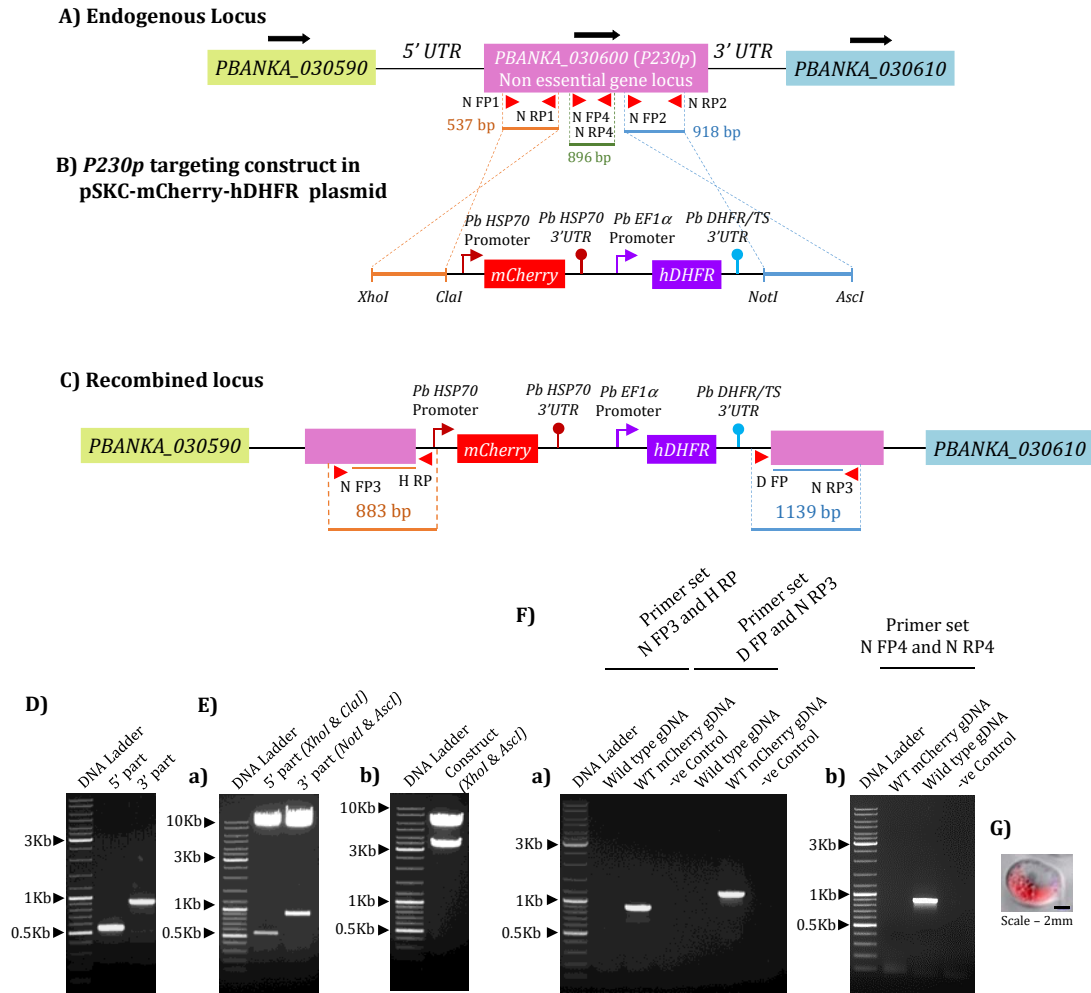 A) Endogenous Locus
PBANKA_030590
5’ UTR
PBANKA_030600 (P230p)
Non essential gene locus
3’ UTR
PBANKA_030610
N FP1
N RP1
N FP4
N RP4
N FP2
N RP2
537 bp
896 bp
918 bp
B) P230p targeting construct in
pSKC-mCherry-hDHFR plasmid
Pb HSP70
Promoter
Pb HSP70
3’UTR
Pb EF1α
Promoter
Pb DHFR/TS
3’UTR
mCherry
hDHFR
XhoI
ClaI
NotI
AscI
C) Recombined locus
Pb HSP70
Promoter
Pb HSP70
3’UTR
Pb EF1α
Promoter
Pb DHFR/TS
3’UTR
PBANKA_030590
mCherry
hDHFR
PBANKA_030610
N FP3
H RP
D FP
N RP3
883 bp
1139 bp
D)
DNA Ladder
5’ part
3’ part
3Kb
1Kb
0.5Kb
E)
a)
DNA Ladder
5’ part (XhoI & ClaI)
3’ part (NotI & AscI)
10Kb
3Kb
1Kb
0.5Kb
b)
DNA Ladder
Construct
(XhoI & AscI)
10Kb
3Kb
1Kb
0.5Kb
F)
Primer set
N FP3 and H RP
Primer set
D FP and N RP3
Primer set
N FP4 and N RP4
a)
DNA Ladder
Wild type gDNA
WT mCherry gDNA
-ve Control
Wild type gDNA
WT mCherry gDNA
-ve Control
3Kb
1Kb
0.5Kb
b)
DNA Ladder
WT mCherry gDNA
Wild type gDNA
-ve Control
3Kb
1Kb
0.5Kb
G)
Scale – 2mm